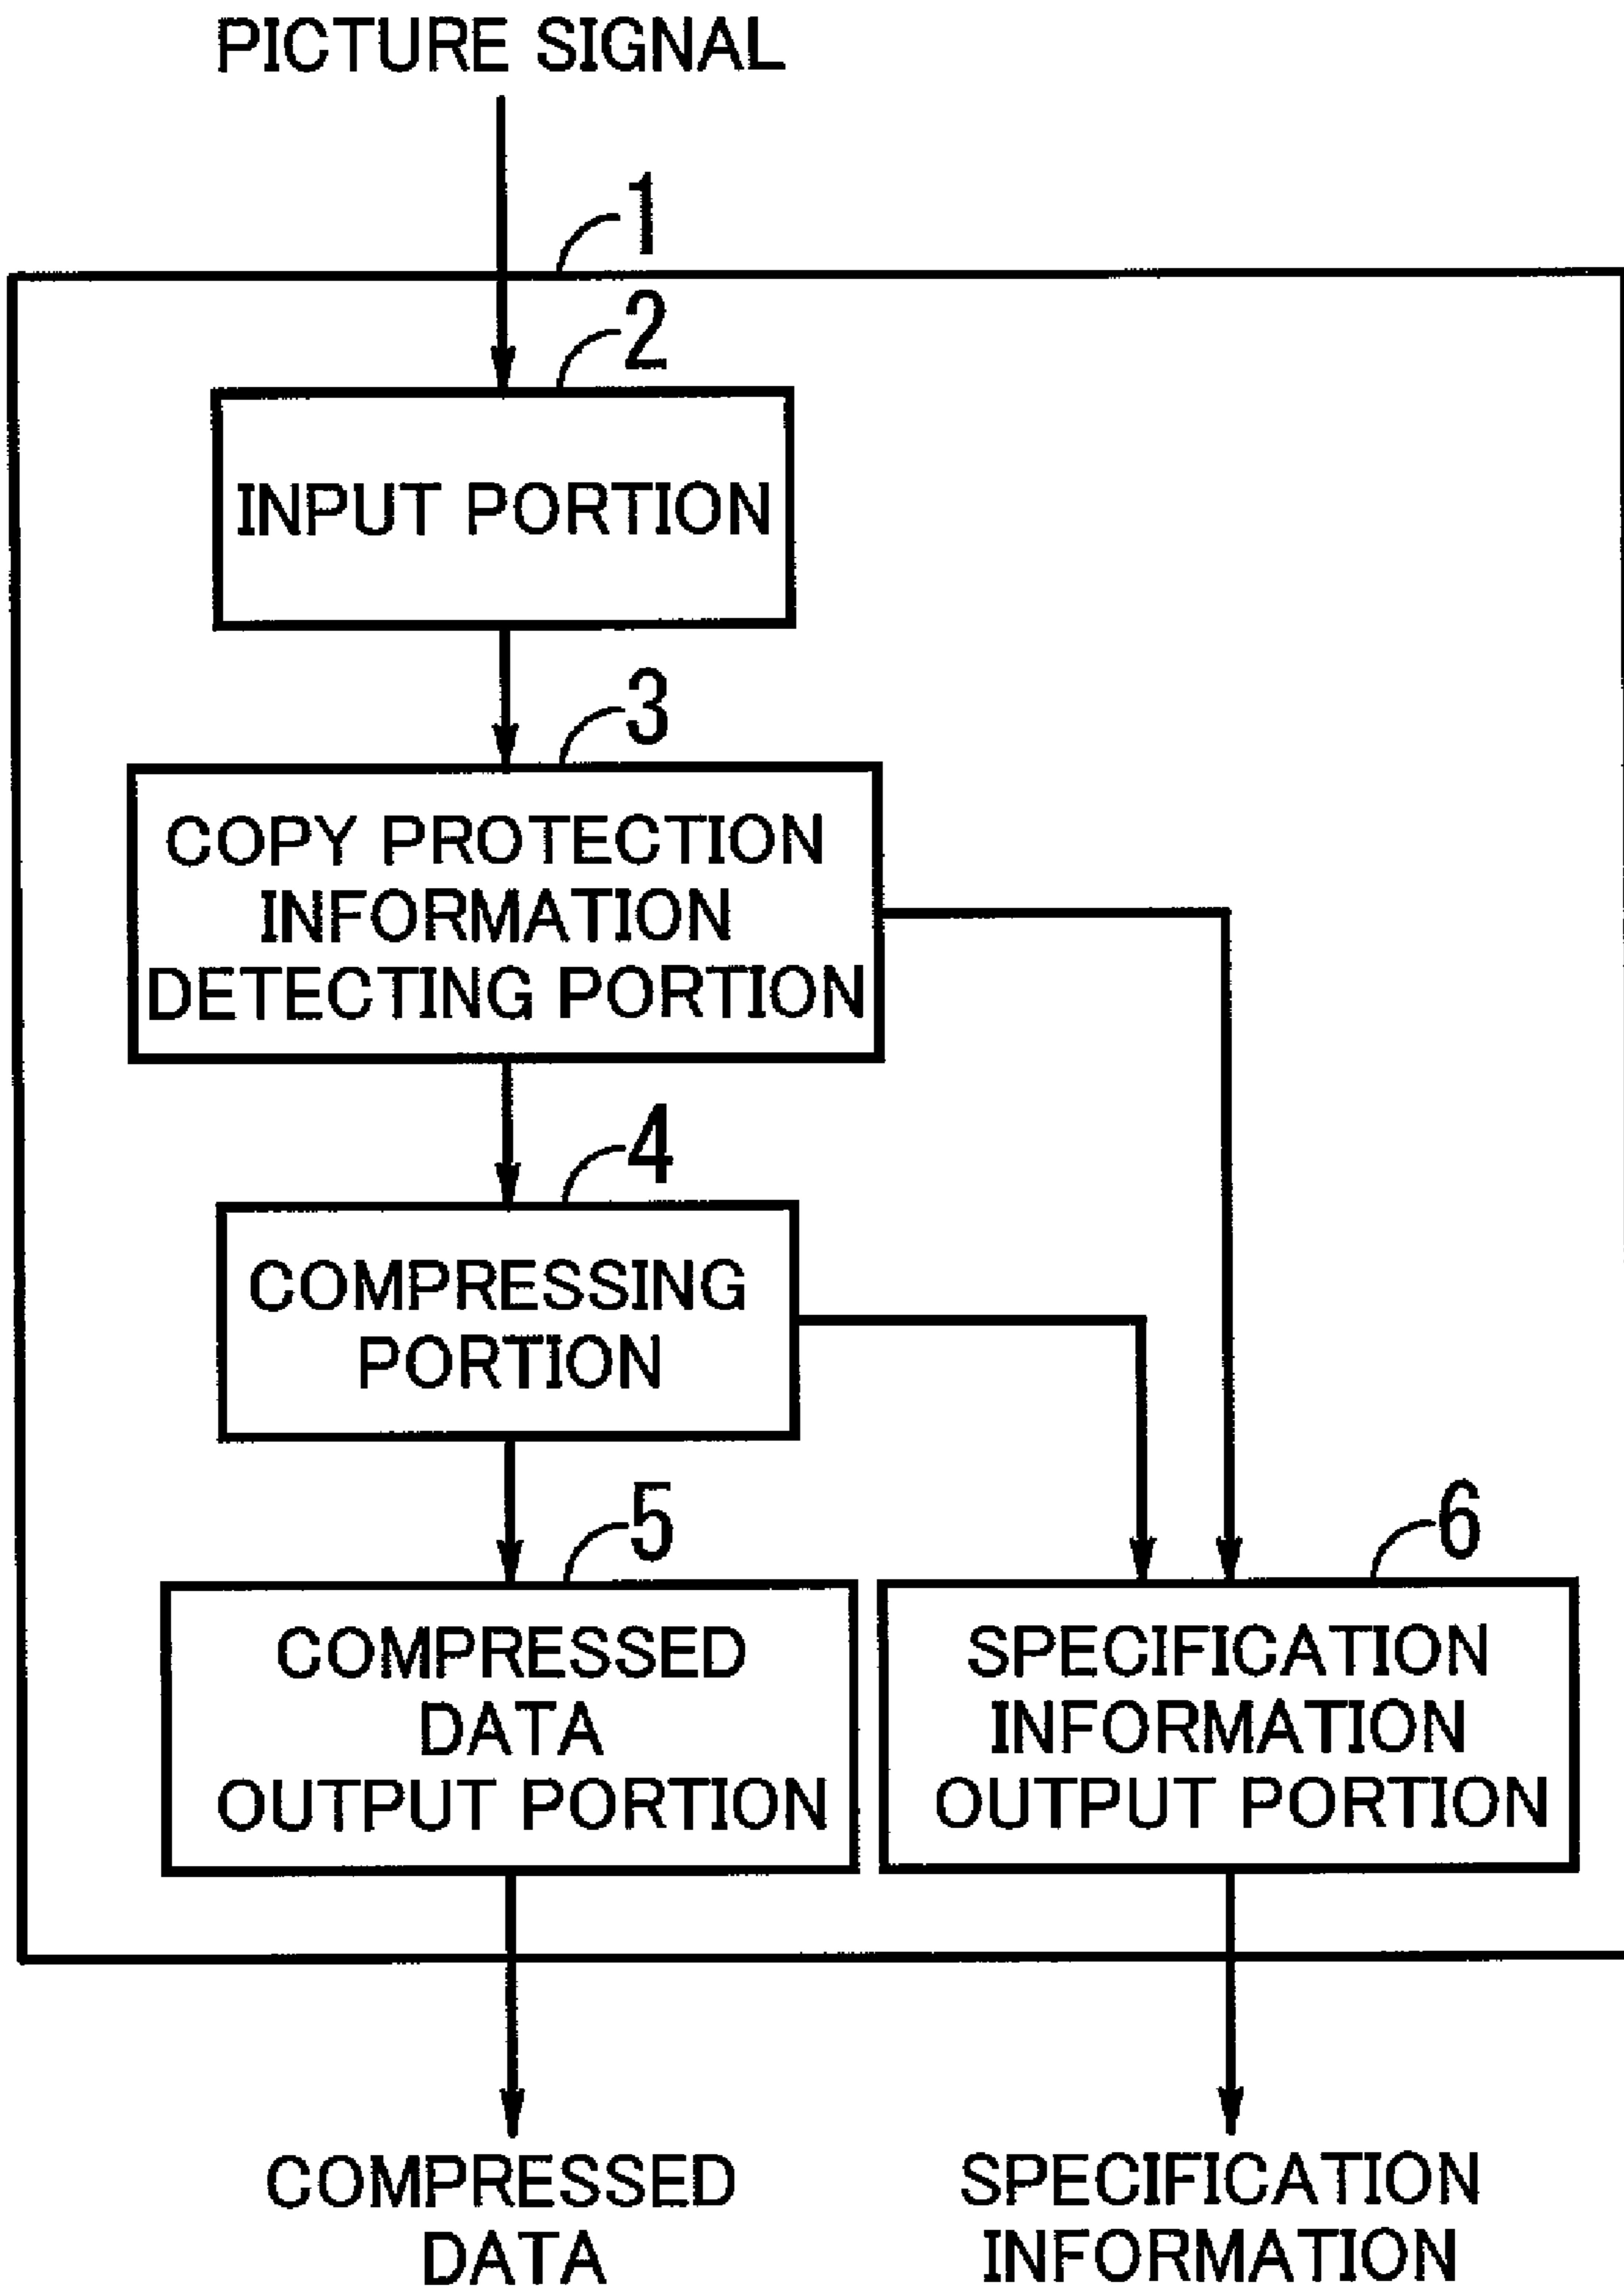 PICTURE SIGNAL
1
2
INPUT PORTION
3
COPY PROTECTION
INFORMATION
DETECTING PORTION
4
COMPRESSING
PORTION
5
COMPRESSED
DATA
OUTPUT PORTION
6
SPECIFICATION
INFORMATION
OUTPUT PORTION
COMPRESSED
DATA
SPECIFICATION
INFORMATION